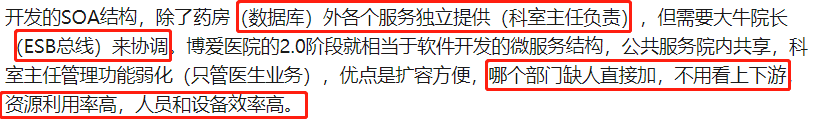 开发的SOA结构，除了药房（数据库）外各个服务独立提供（科室主任负责），但需要大牛院长
（ESB总线）来协调。博爱医院的2.0阶段就相当于软件开发的微服务结构，公共服务院内共享，科
室主任管理功能弱化（只管医生业务），优点是扩容方便，哪个部门缺人直接加，不用看上下游，
资源利用率高，人员和设备效率高。